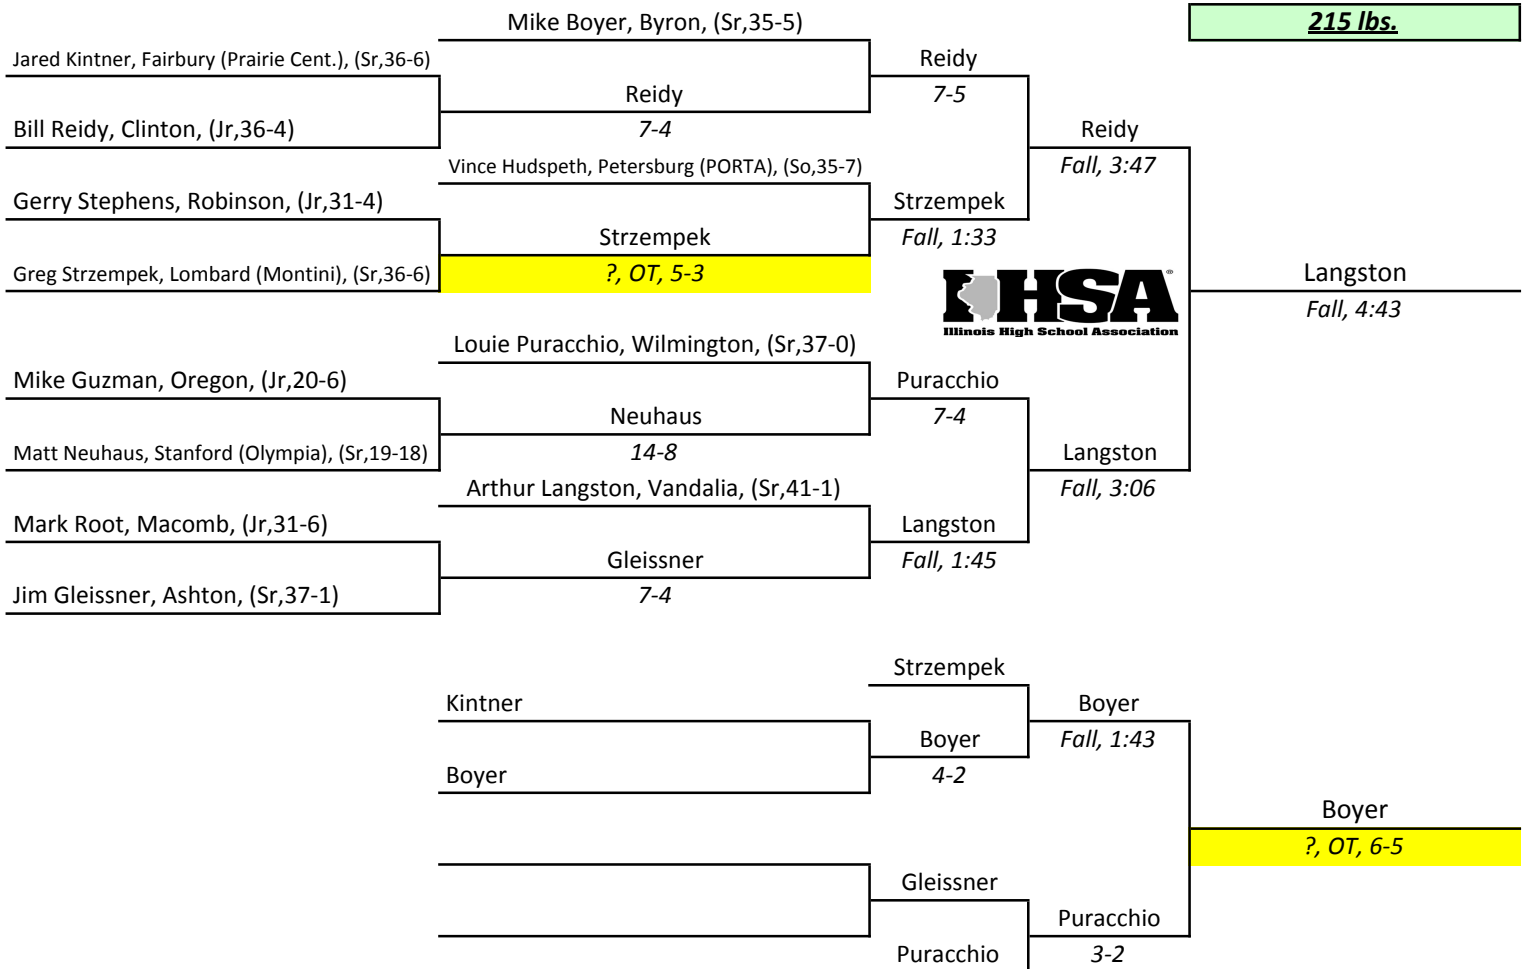 Mike Boyer, Byron, (Sr,35-5)
215 lbs.
Jared Kintner, Fairbury (Prairie Cent.), (Sr,36-6)
Reidy
Reidy
7-5
Bill Reidy, Clinton, (Jr,36-4)
7-4
Reidy
Vince Hudspeth, Petersburg (PORTA), (So,35-7)
Fall, 3:47
Gerry Stephens, Robinson, (Jr,31-4)
Strzempek
Strzempek
Fall, 1:33
Greg Strzempek, Lombard (Montini), (Sr,36-6)
?, OT, 5-3
Langston
IHSA®
Illinois High School Association
Fall, 4:43
Louie Puracchio, Wilmington, (Sr,37-0)
Mike Guzman, Oregon, (Jr,20-6)
Puracchio
Neuhaus
7-4
Matt Neuhaus, Stanford (Olympia), (Sr,19-18)
14-8
Langston
Arthur Langston, Vandalia, (Sr,41-1)
Fall, 3:06
Mark Root, Macomb, (Jr,31-6)
Langston
Gleissner
Fall, 1:45
Jim Gleissner, Ashton, (Sr,37-1)
7-4
Strzempek
Kintner
Boyer
Boyer
Fall, 1:43
Boyer
4-2
Boyer
?, OT, 6-5
Gleissner
Puracchio
Puracchio
3-2